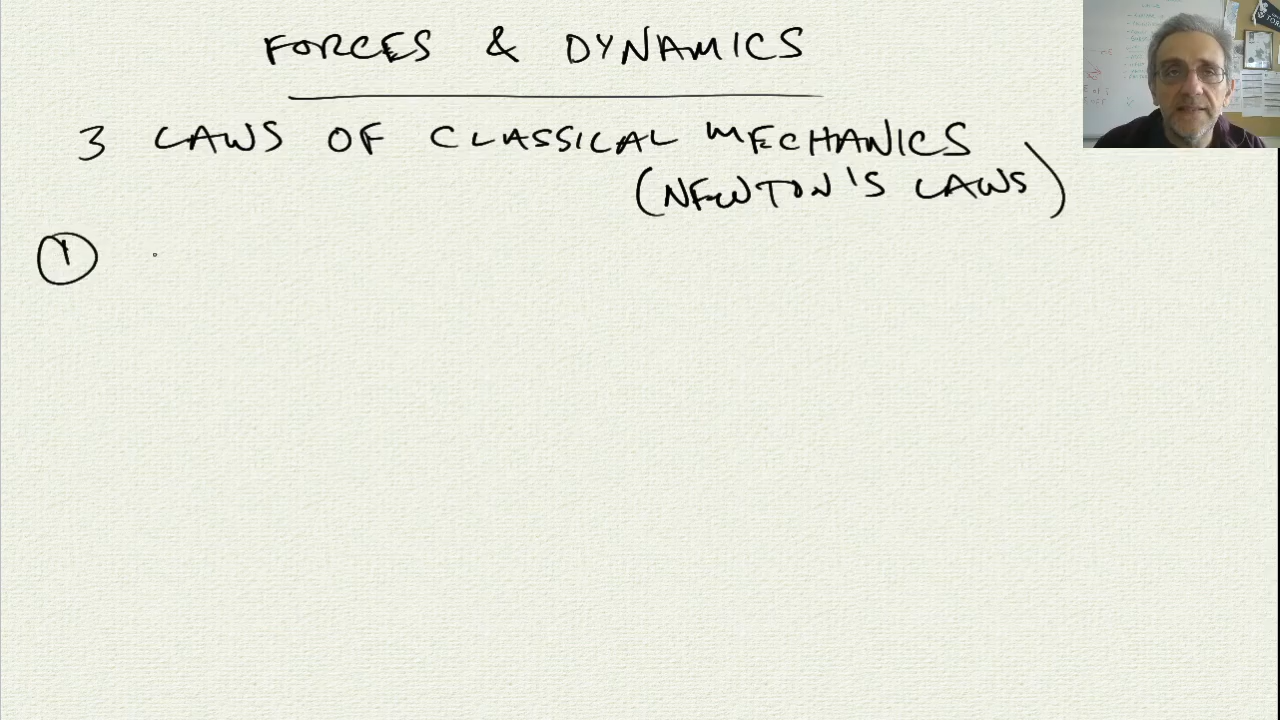 FORCES & DYNAMICS
3 LAWS OF CLASSICAL MECHANICS
(NEWTON'S LAWS)
1